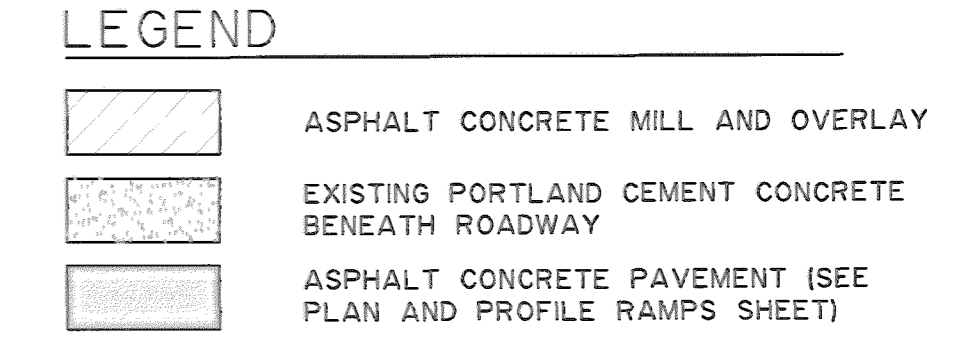 LEGEND
ASPHALT CONCRETE MILL AND OVERLAY
EXISTING PORTLAND CEMENT CONCRETE
BENEATH ROADWAY
ASPHALT CONCRETE PAVEMENT (SEE
PLAN AND PROFILE RAMPS SHEET)